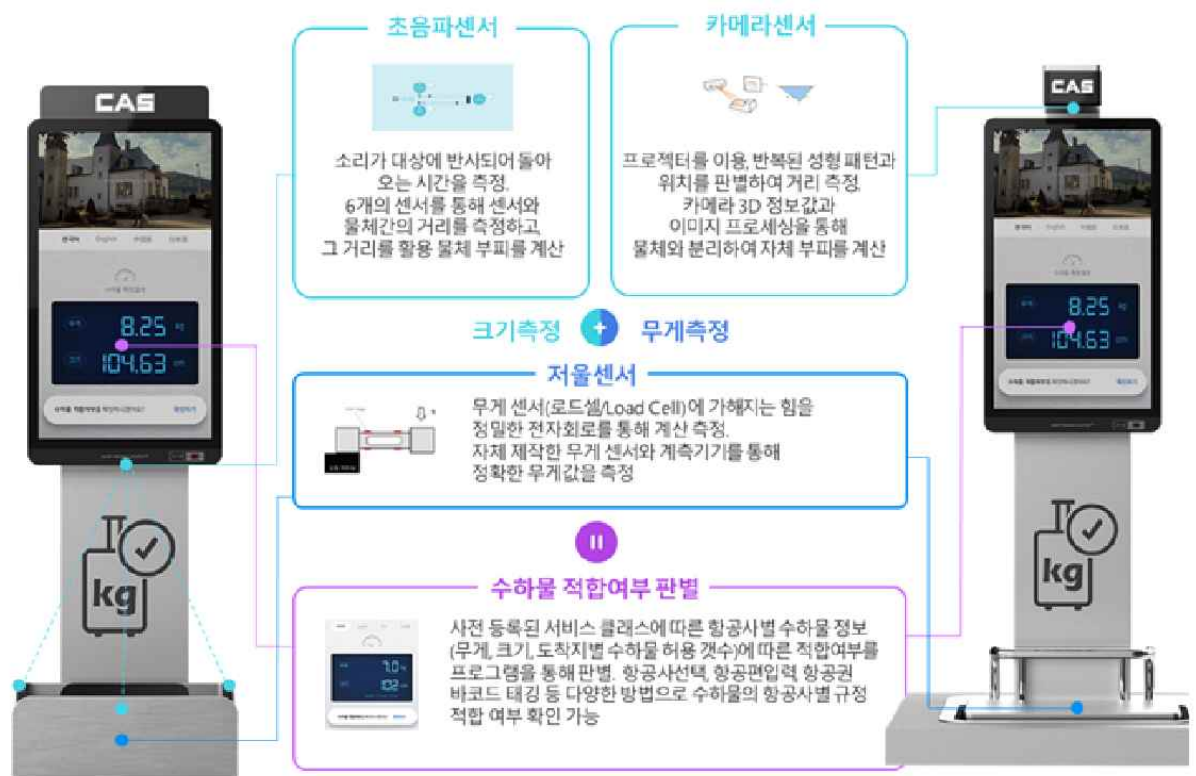 초음파센서
카메라센서
CAS
CAS
소리가 대상에 반사되어 돌아
오는 시간을 측정.
6개의 센서를 통해 센서와
물체간의 거리를 측정하고,
그 거리를 활용 물체 부피를 계산
프로젝터를 이용, 반복된 성형 패턴과
위치를 판별하여 거리 측정.
카메라 3D 정보값과
이미지 프로세싱을 통해
물체와 분리하여 자체 부피를 계산
한국어 English
한국어 English
8.25 kg
104.63 cm
8.25 kg
104.63 cm
크기측정 + 무게측정
저울센서
무게 센서(로드셀/Load Cell)에 가해지는 힘을
정밀한 전자회로를 통해 계산 측정.
자체 제작한 무게 센서와 계측기기를 통해
정확한 무게값을 측정
kg
kg
수하물 적합여부 판별
사전 등록된 서비스 클래스에 따른 항공사별 수하물 정보
(무게, 크기, 도착지별 수하물 허용 갯수)에 따른 적합여부를
프로그램을 통해 판별. 항공사선택, 항공편입력, 항공권
바코드 태깅 등 다양한 방법으로 수하물의 항공사별 규정
적합 여부 확인 가능
7.0
102